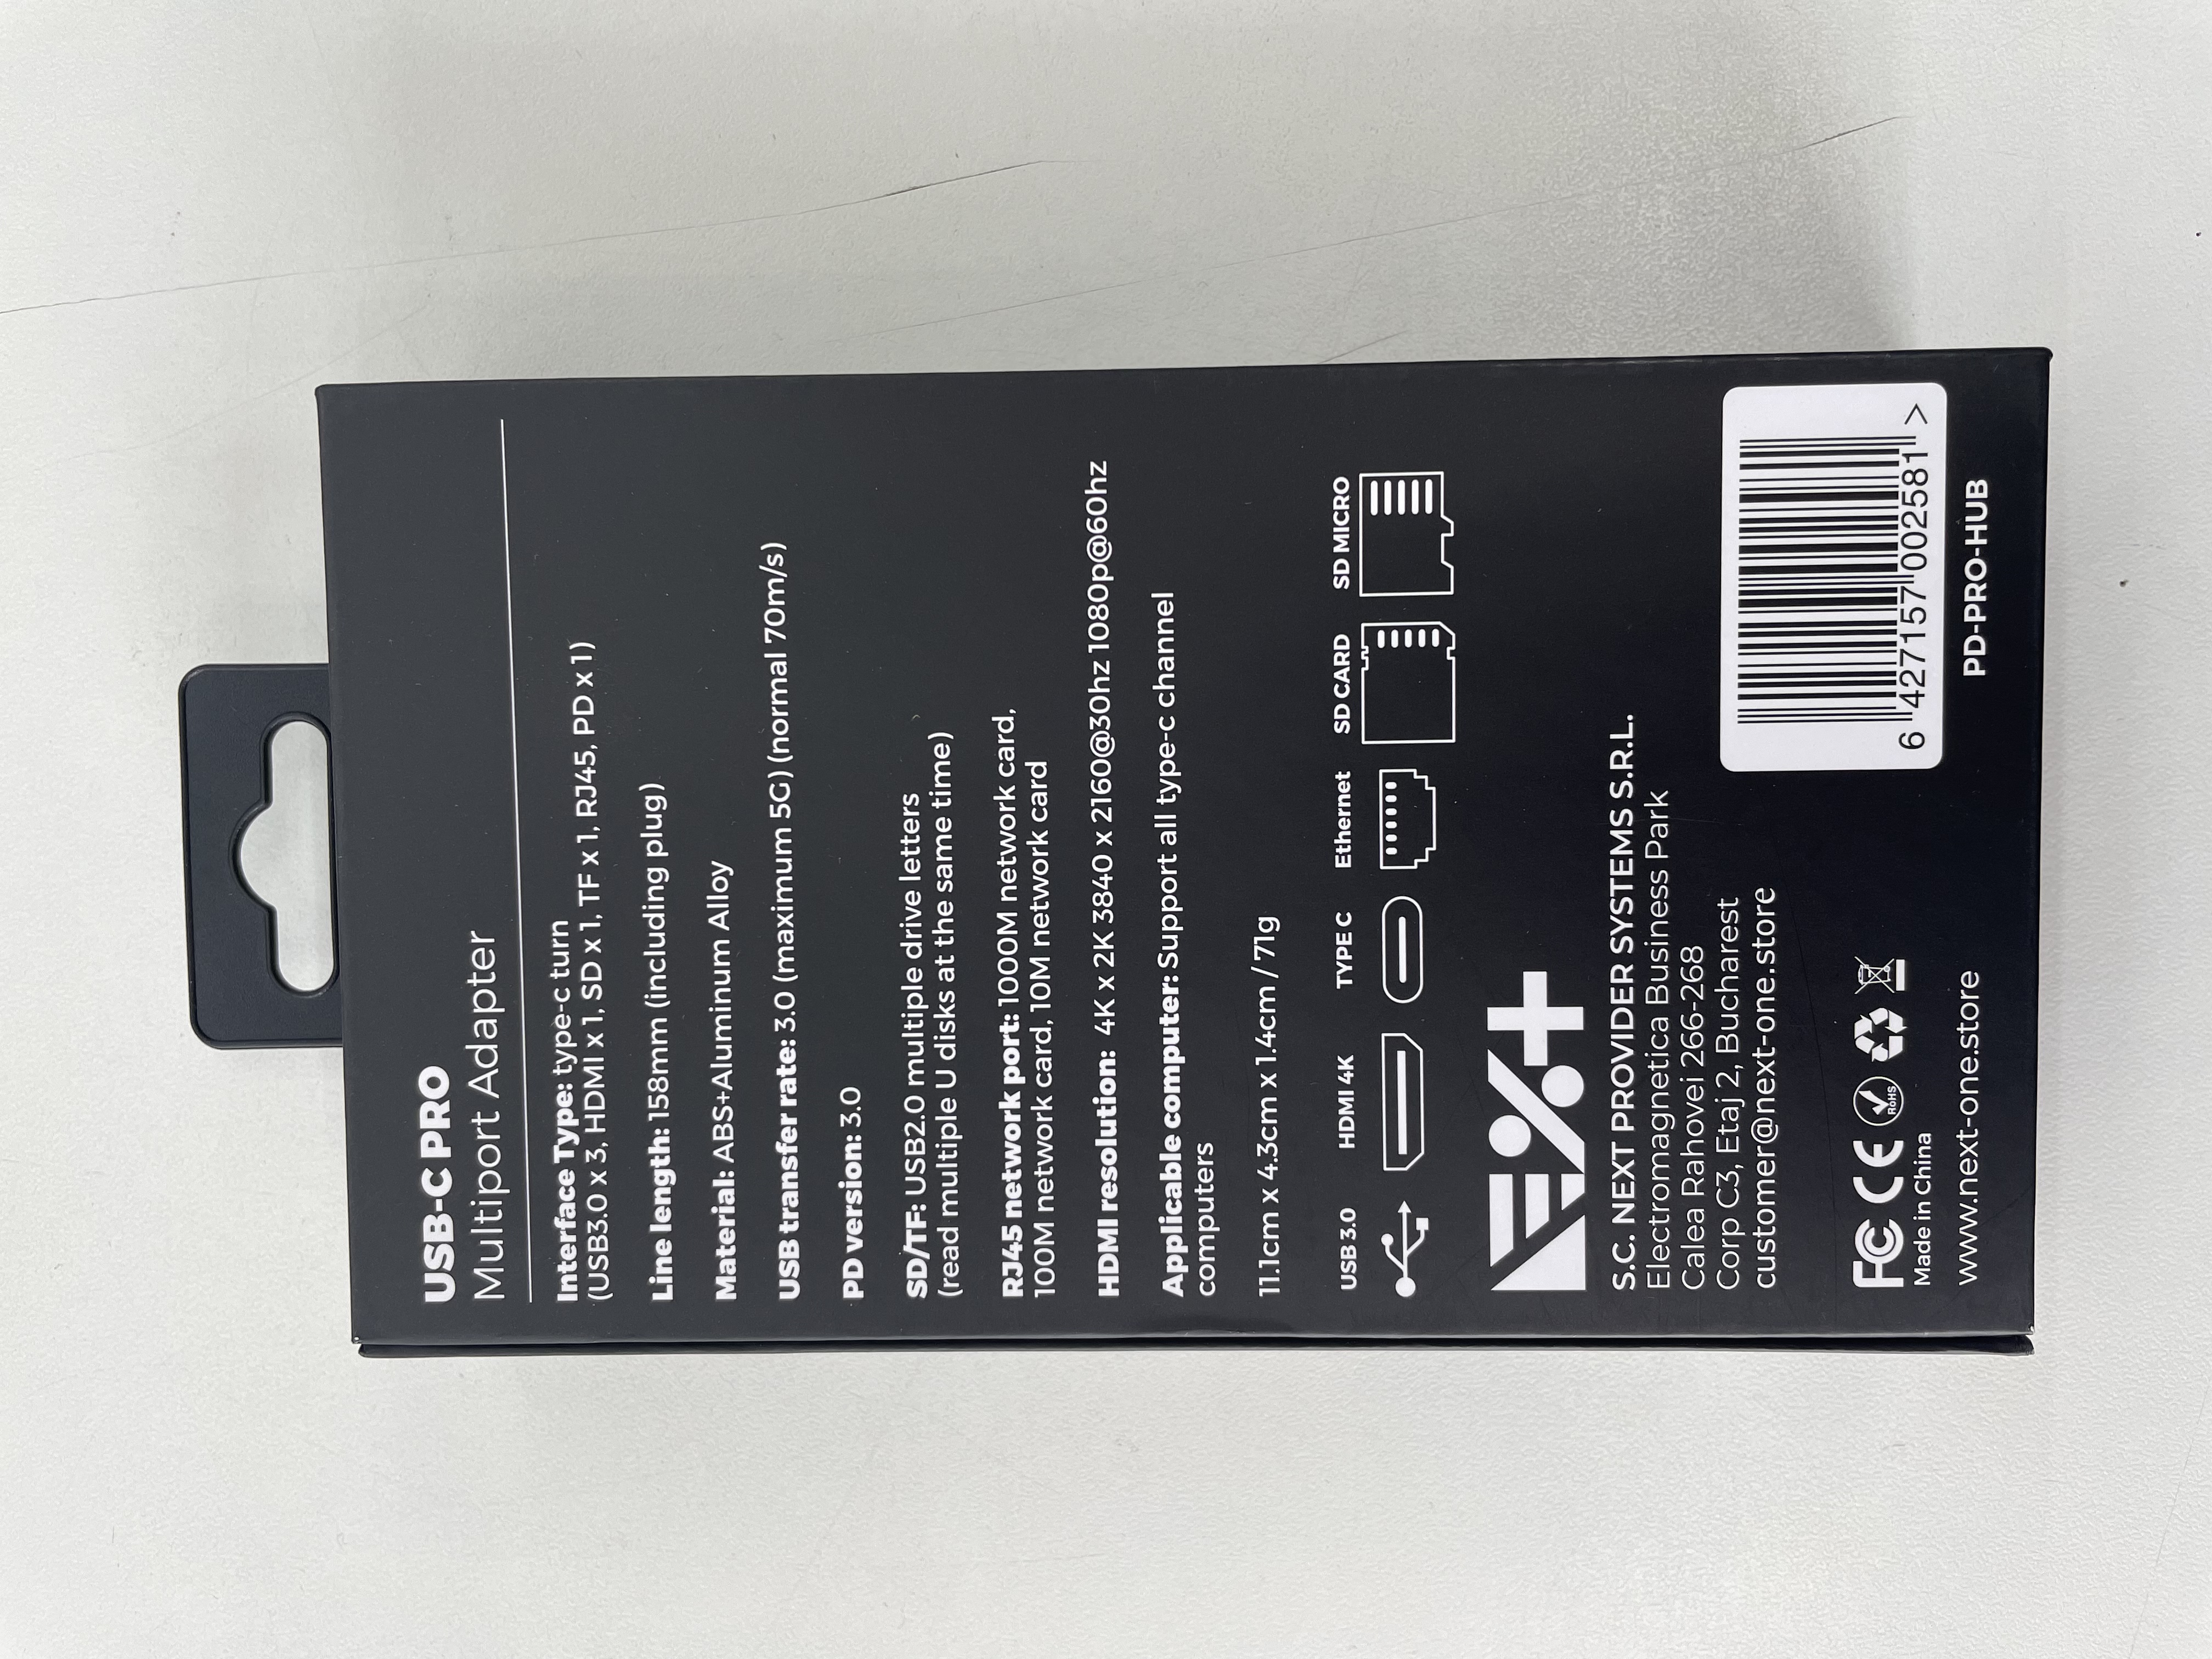 USB-C PRO
Multiport Adapter
Interface Type: type-c turn
(USB3.0 x 3, HDMI x 1, SD x 1, TF x 1, RJ45, PD x 1)
Line length: 158mm (including plug)
Material: ABS+Aluminum Alloy
USB transfer rate: 3.0 (maximum 5G) (normal 70m/s)
PD version: 3.0
SD/TF: USB2.0 multiple drive letters
(read multiple U disks at the same time)
RJ45 network port: 1000M network card,
100M network card, 10M network card
HDMI resolution: 4K x 2K 3840 x 2160@30hz 1080p@60hz
Applicable computer: Support all type-c channel
computers
11.1cm x 4.3cm x 1.4cm / 71g
USB 3.0 HDMI 4K TYPE C Ethernet SD CARD SD MICRO
S.C. NEXT PROVIDER SYSTEMS S.R.L.
Electromagnetica Business Park
Calea Rahovei 266-268
Corp C3, Etaj 2, Bucharest
customer@next-one.store
FC CE RoHS
Made in China
www.next-one.store
6 427157 002581 >
PD-PRO-HUB